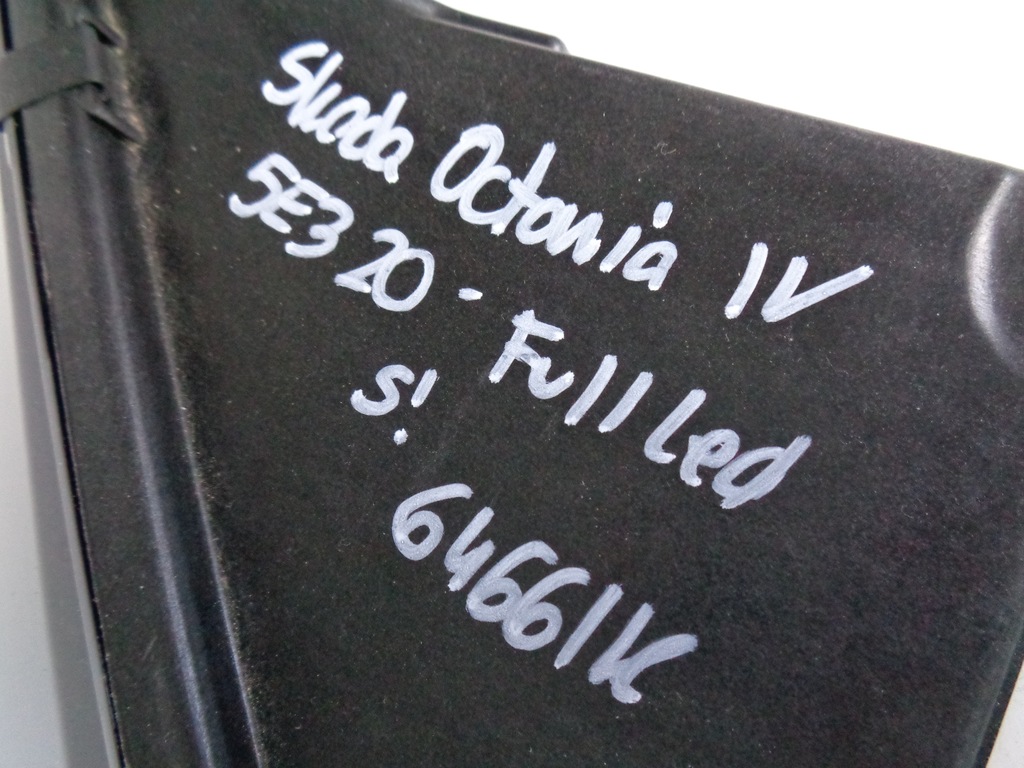 Skoda Octavia IV
5E3 20 - Full Led
S!
64661K